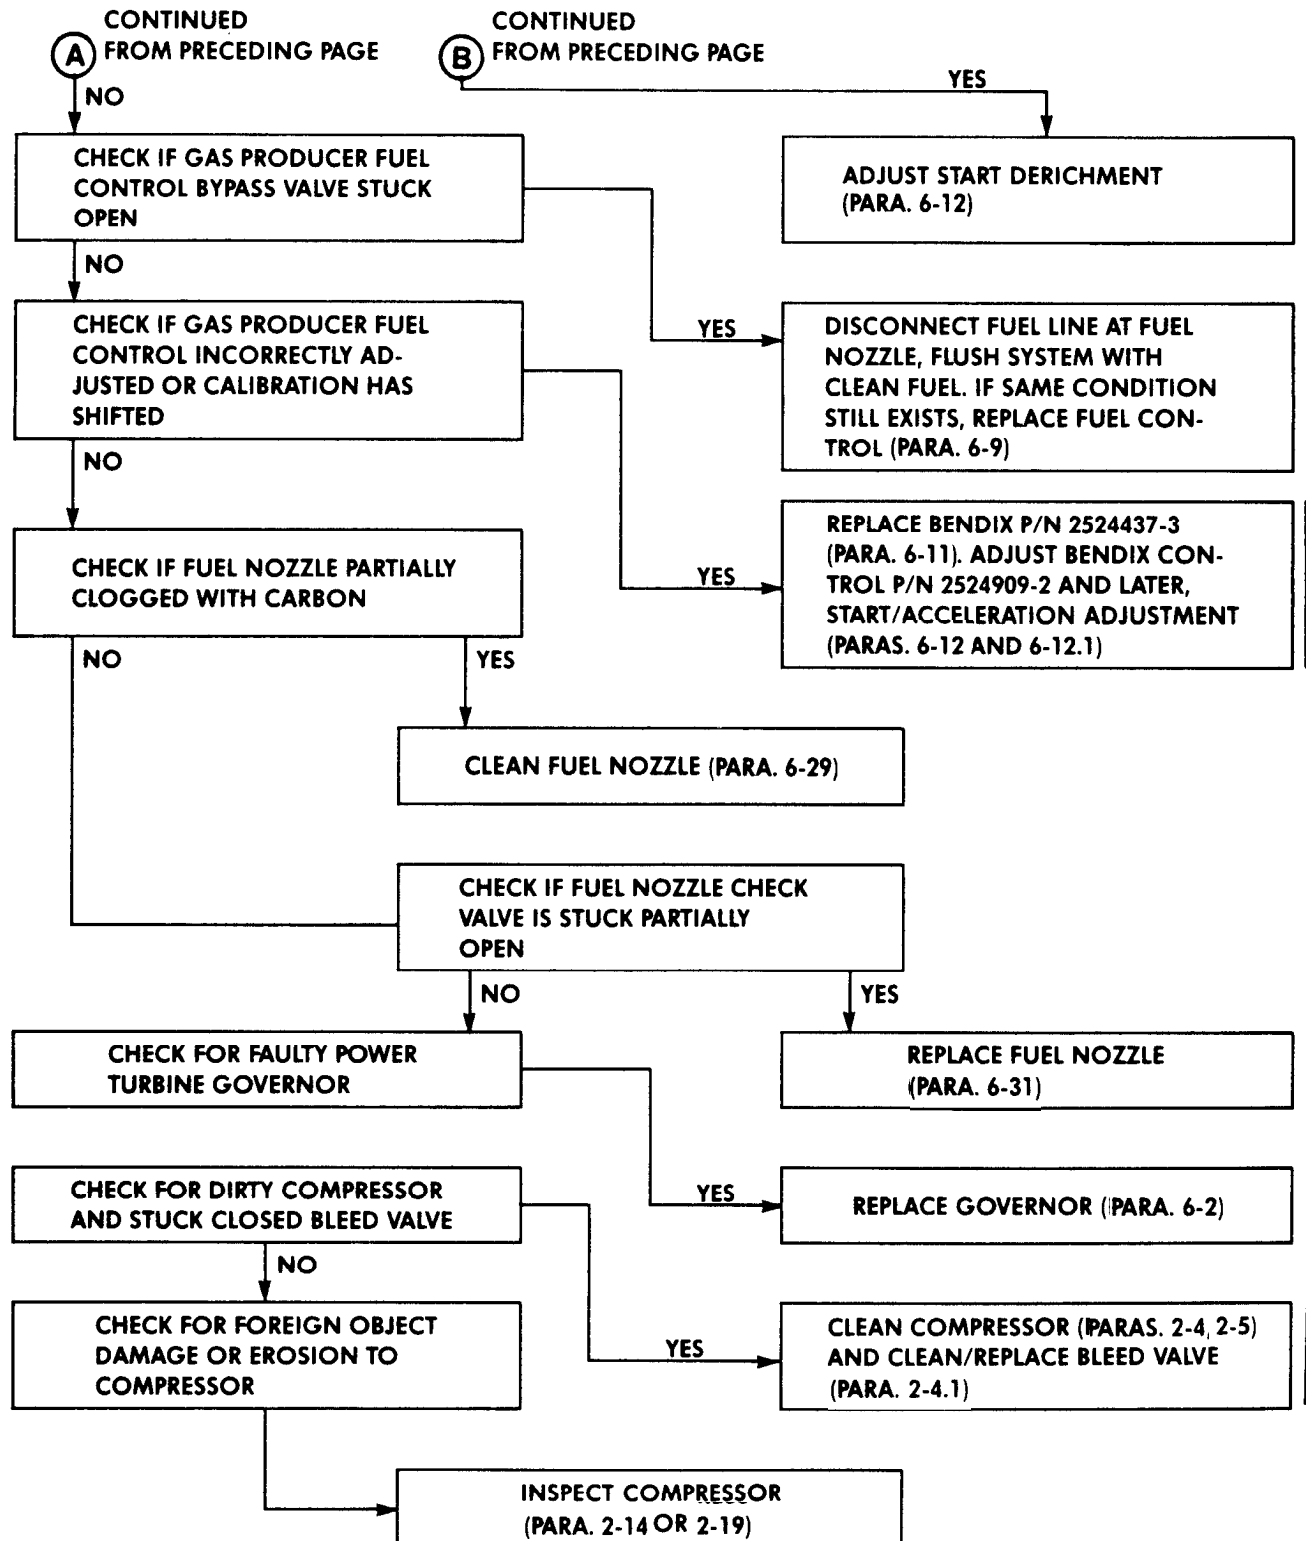 CONTINUED
FROM PRECEDING PAGE
A
NO
CONTINUED
FROM PRECEDING PAGE
B
YES
CHECK IF GAS PRODUCER FUEL
CONTROL BYPASS VALVE STUCK
OPEN
ADJUST START DERICHMENT
(PARA. 6-12)
NO
CHECK IF GAS PRODUCER FUEL
CONTROL INCORRECTLY AD-
JUSTED OR CALIBRATION HAS
SHIFTED
YES
DISCONNECT FUEL LINE AT FUEL
NOZZLE, FLUSH SYSTEM WITH
CLEAN FUEL. IF SAME CONDITION
STILL EXISTS, REPLACE FUEL CON-
TROL (PARA. 6-9)
NO
CHECK IF FUEL NOZZLE PARTIALLY
CLOGGED WITH CARBON
YES
REPLACE BENDIX P/N 2524437-3
(PARA. 6-11). ADJUST BENDIX CON-
TROL P/N 2524909-2 AND LATER,
START/ACCELERATION ADJUSTMENT
(PARAS. 6-12 AND 6-12.1)
NO
YES
CLEAN FUEL NOZZLE (PARA. 6-29)
CHECK IF FUEL NOZZLE CHECK
VALVE IS STUCK PARTIALLY
OPEN
NO
YES
CHECK FOR FAULTY POWER
TURBINE GOVERNOR
REPLACE FUEL NOZZLE
(PARA. 6-31)
CHECK FOR DIRTY COMPRESSOR
AND STUCK CLOSED BLEED VALVE
YES
REPLACE GOVERNOR (PARA. 6-2)
NO
CHECK FOR FOREIGN OBJECT
DAMAGE OR EROSION TO
COMPRESSOR
YES
CLEAN COMPRESSOR (PARAS. 2-4, 2-5)
AND CLEAN/REPLACE BLEED VALVE
(PARA. 2-4.1)
INSPECT COMPRESSOR
(PARA. 2-14 OR 2-19)